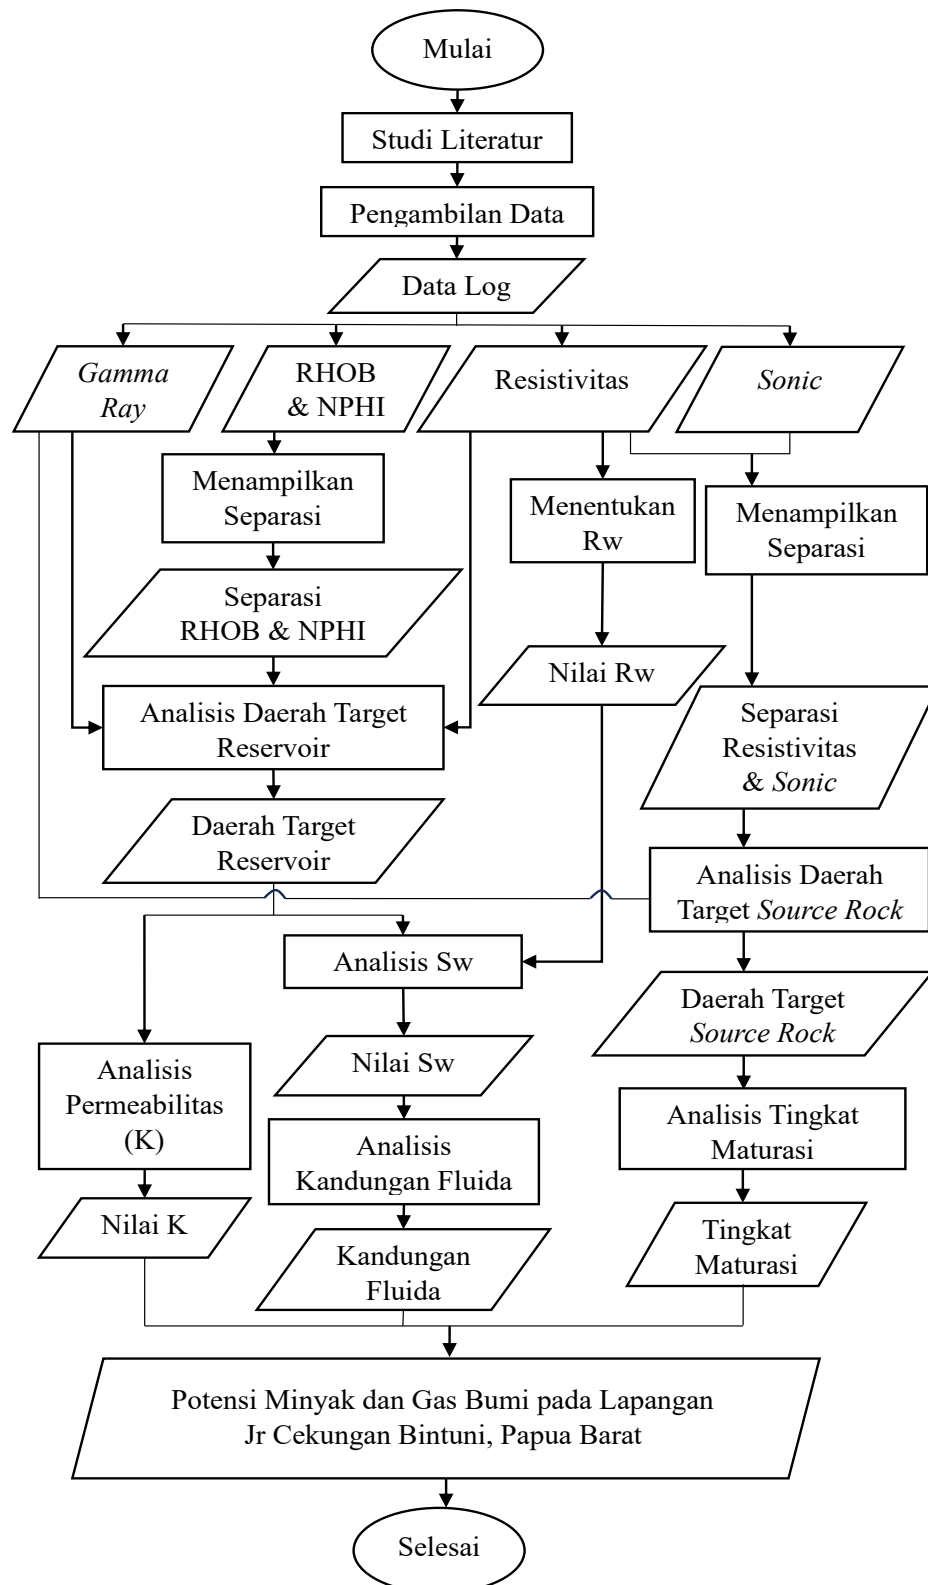 Mulai
Studi Literatur
Pengambilan Data
Data Log
Gamma
Ray
RHOB
& NPHI
Resistivitas
Sonic
Menampilkan
Separasi
Menentukan
Rw
Menampilkan
Separasi
Separasi
RHOB & NPHI
Nilai Rw
Analisis Daerah Target
Reservoir
Separasi
Resistivitas
& Sonic
Daerah Target
Reservoir
Analisis Daerah
Target Source Rock
Analisis Sw
Daerah Target
Source Rock
Analisis
Permeabilitas
(K)
Nilai Sw
Analisis
Kandungan Fluida
Analisis Tingkat
Maturasi
Nilai K
Kandungan
Fluida
Tingkat
Maturasi
Potensi Minyak dan Gas Bumi pada Lapangan
Jr Cekungan Bintuni, Papua Barat
Selesai